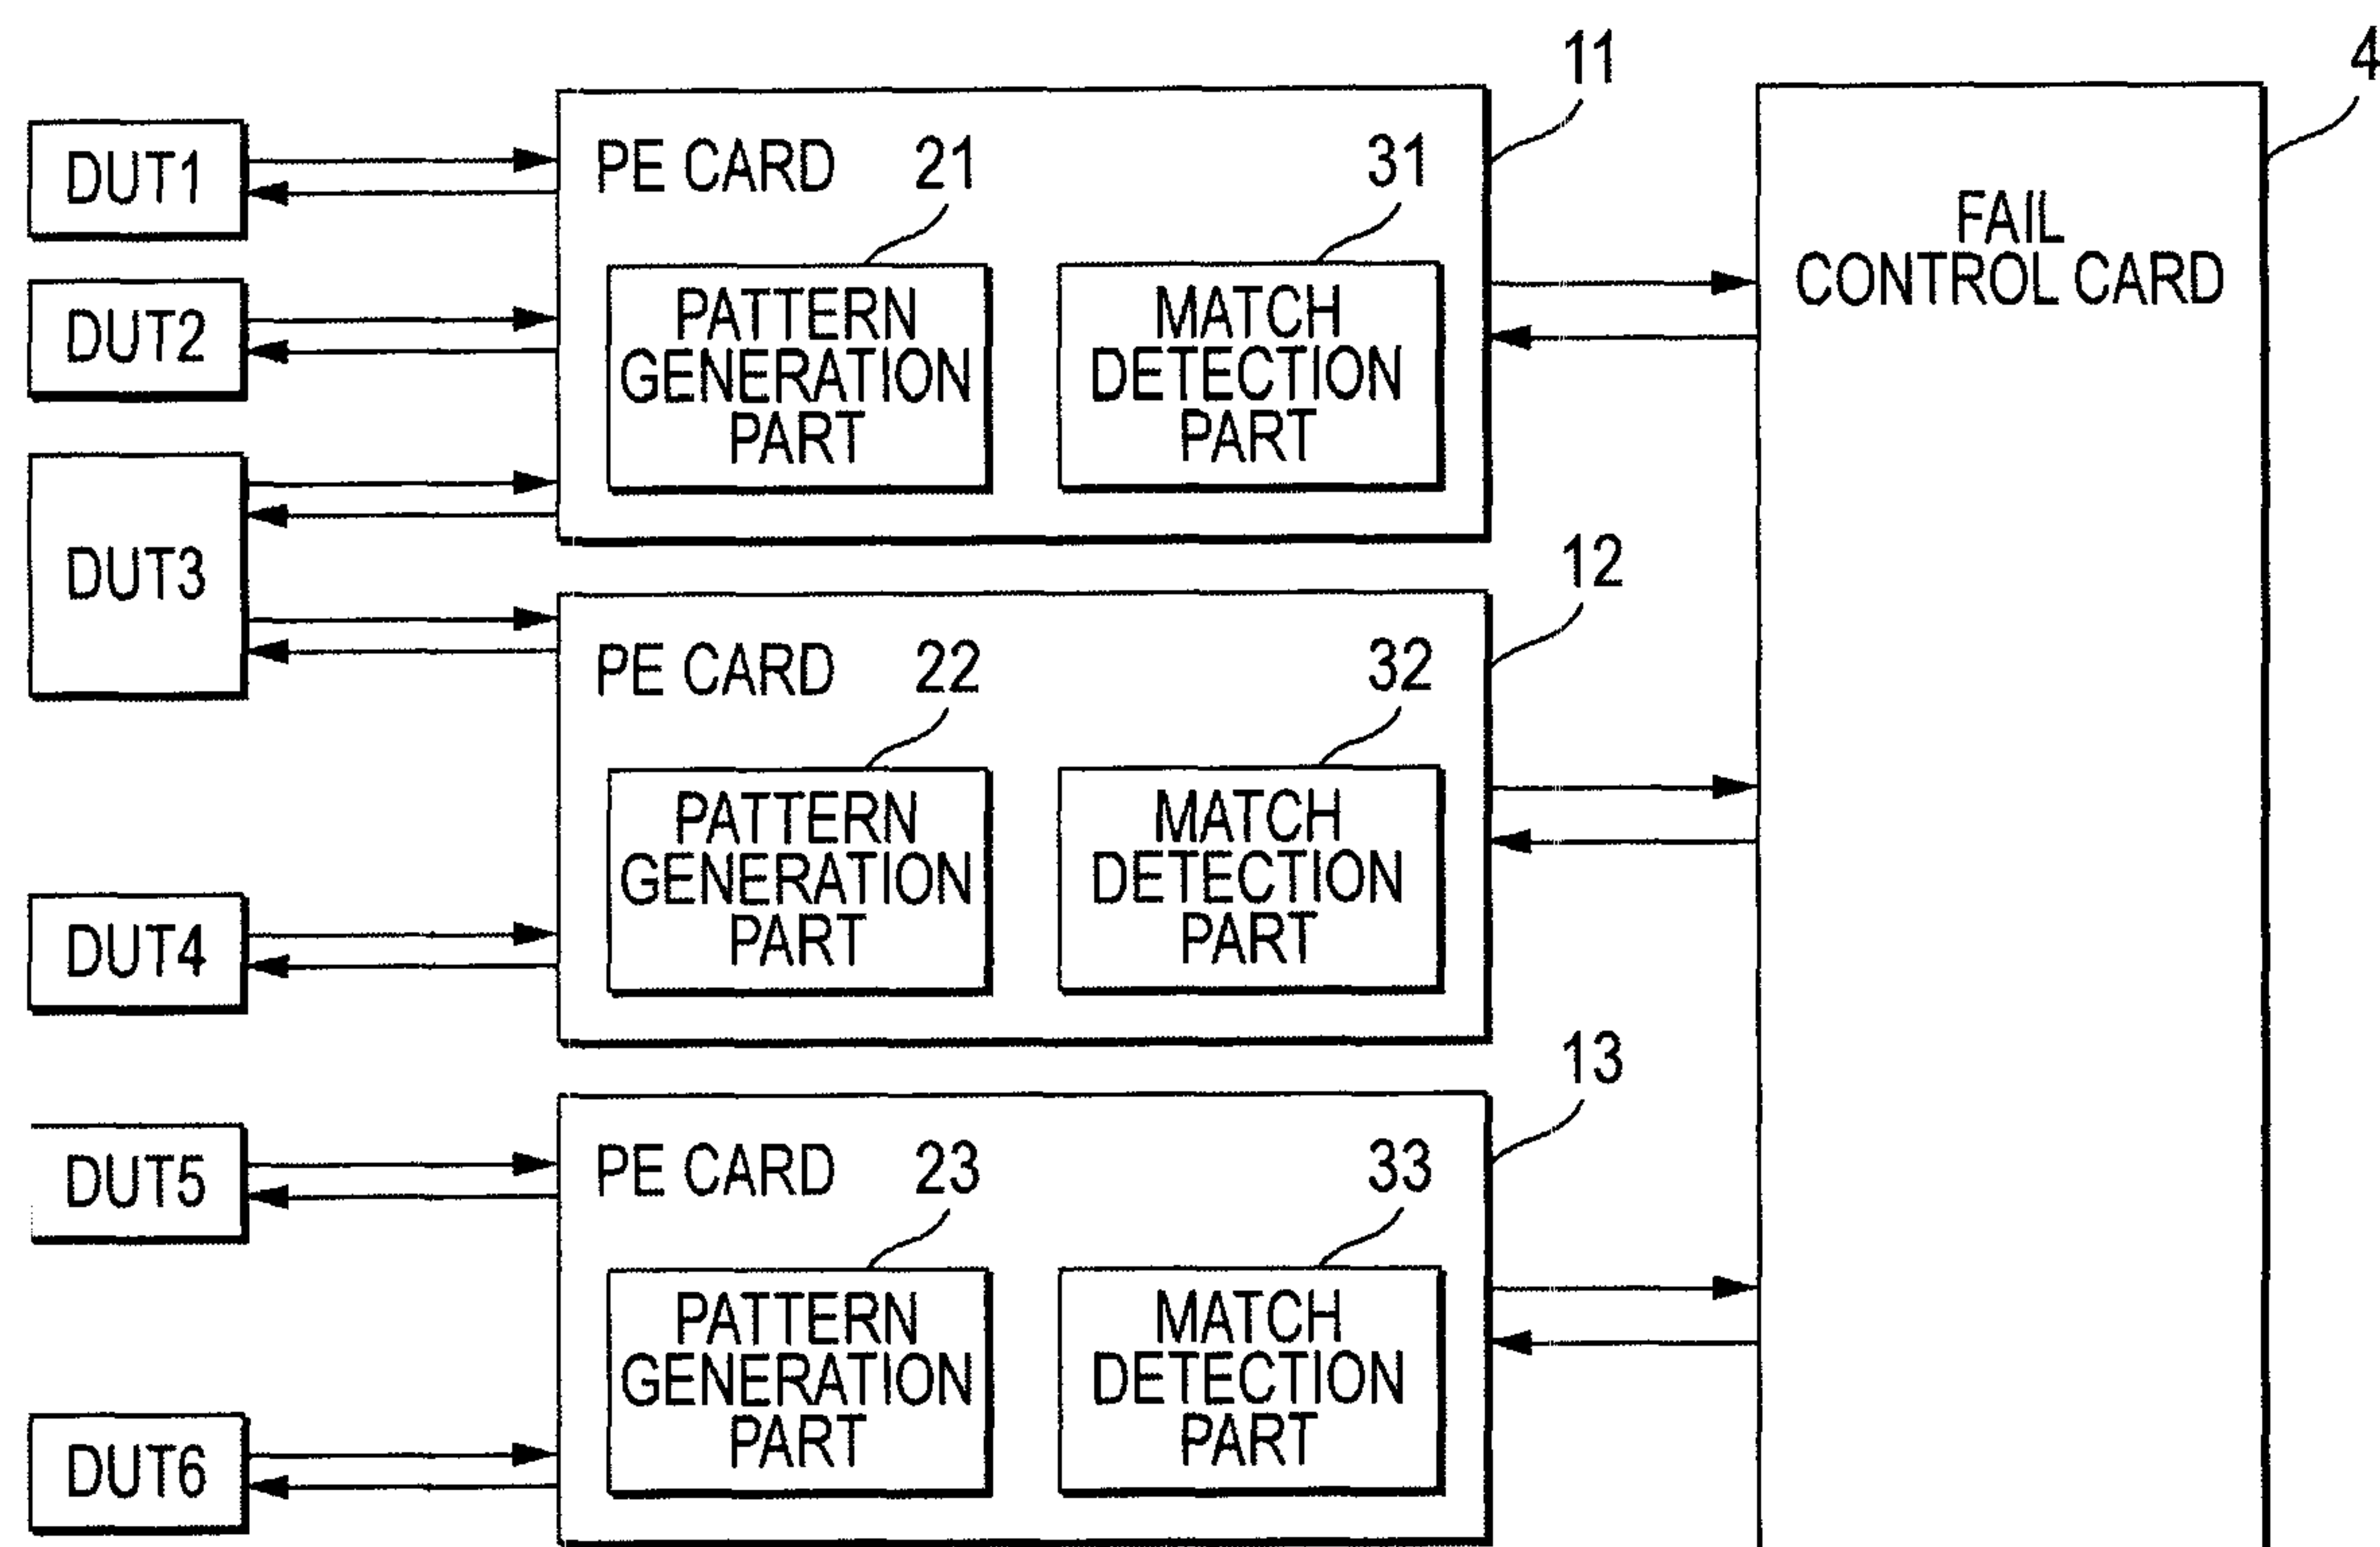 11
4
DUT1
PE CARD
21
31
FAIL
CONTROL CARD
DUT2
PATTERN
GENERATION
PART
MATCH
DETECTION
PART
DUT3
12
PE CARD
22
32
PATTERN
GENERATION
PART
MATCH
DETECTION
PART
DUT4
13
DUT5
PE CARD
23
33
PATTERN
GENERATION
PART
MATCH
DETECTION
PART
DUT6